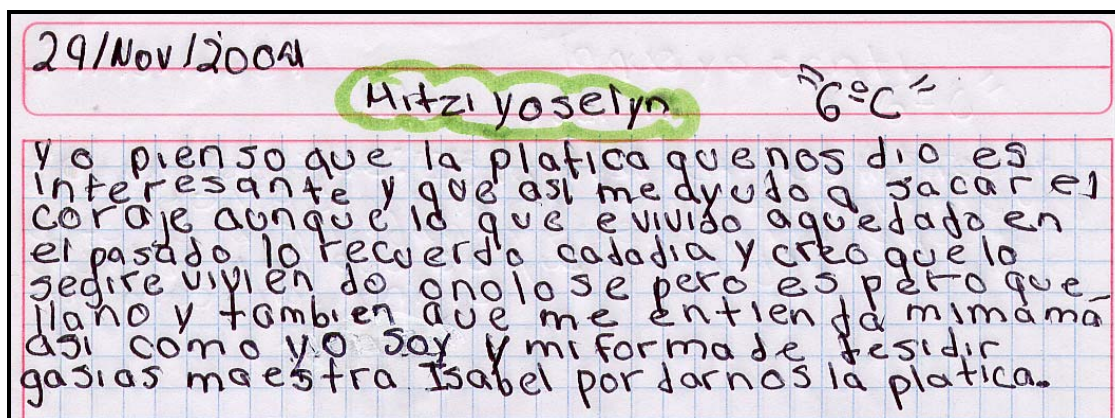 29/Nov/2004
Mitzi yoselyn "6ºC"
Yo pienso que la platica que nos dio es
interesante y que asi me ayudo a sacar el
coraje aunque lo que e vivido a quedado en
el pasado lo recuerdo cada dia y creo que lo
segire viviendo o no lo se pero espero que
llano y tambien que me entienda mi mamá
asi como yo soy y mi forma de desidir
gasias maestra Isabel por darnos la platica.